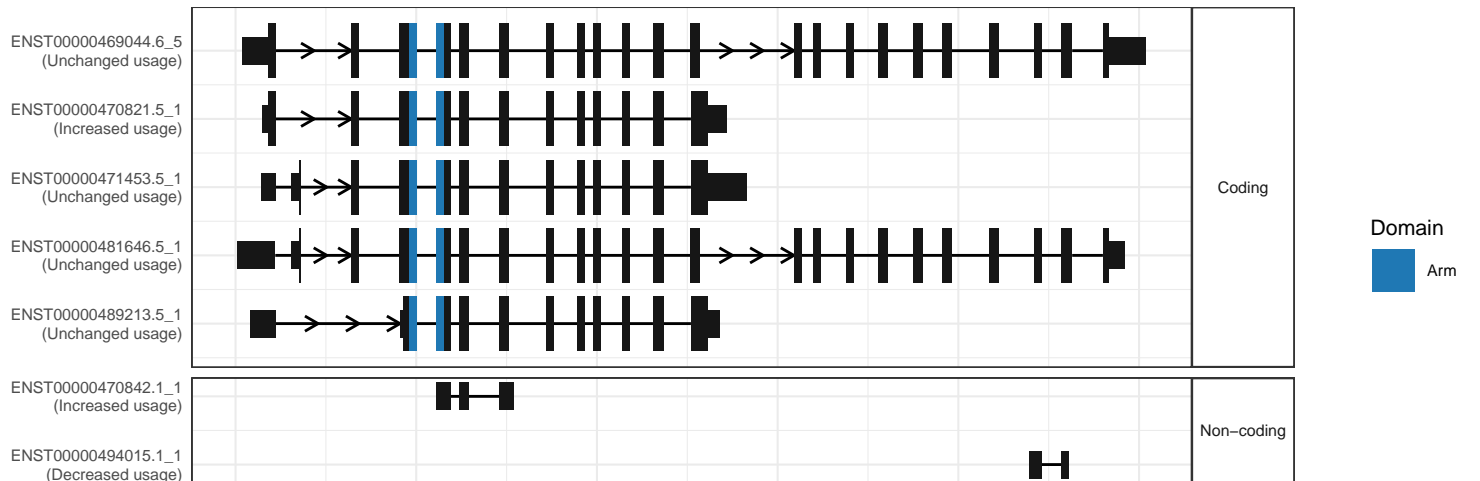 ENST00000469044.6_5
(Unchanged usage)
ENST00000470821.5_1
(Increased usage)
ENST00000471453.5_1
(Unchanged usage)
ENST00000481646.5_1
(Unchanged usage)
ENST00000489213.5_1
(Unchanged usage)
Coding
ENST00000470842.1_1
(Increased usage)
ENST00000494015.1_1
(Decreased usage)
Non−coding
Domain
Arm